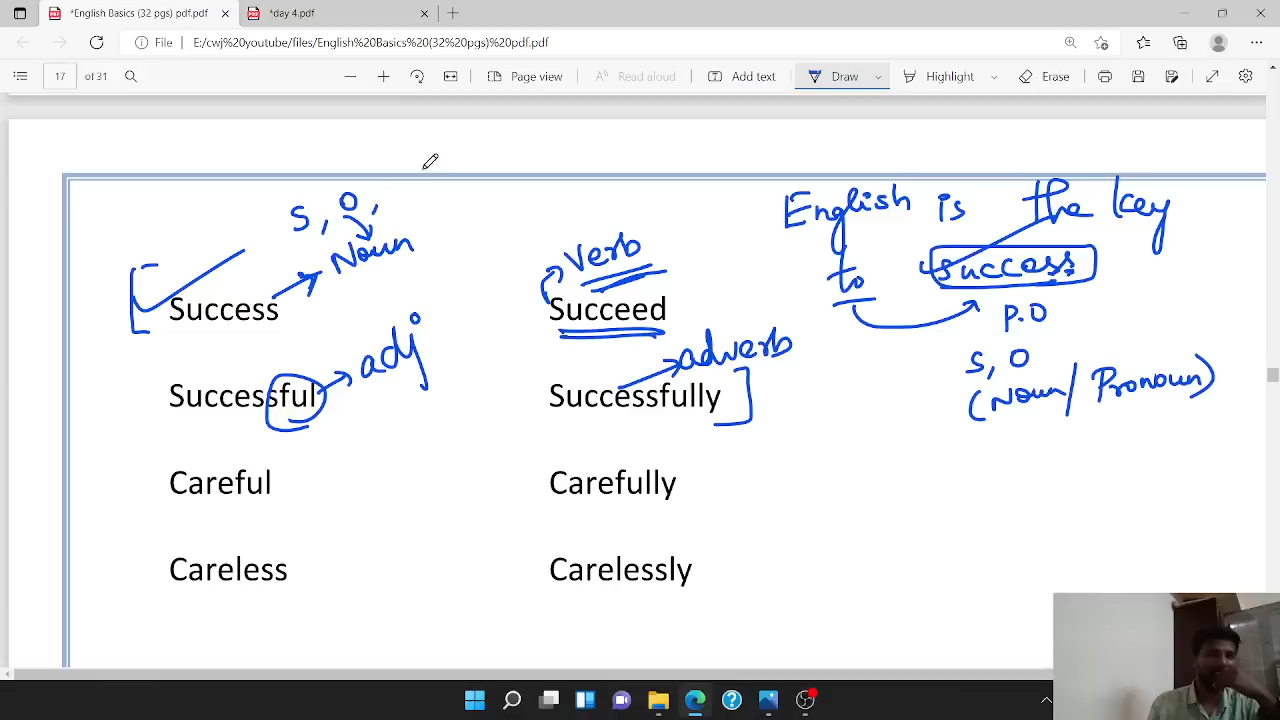 *English Basics (32 pgs) pdf.pdf
*day 4.pdf
File E:/cwj%20youtube/files/English%20Basics%20(32%20pgs)%20pdf.pdf
17 of 31 Page view Read aloud Add text Draw Highlight Erase
English is the key
to success
P.O
S, O
(Noun/ Pronoun)
S, O,
Noun
verb
Success Succeed
adj adverb
Successful Successfully
Careful Carefully
Careless Carelessly